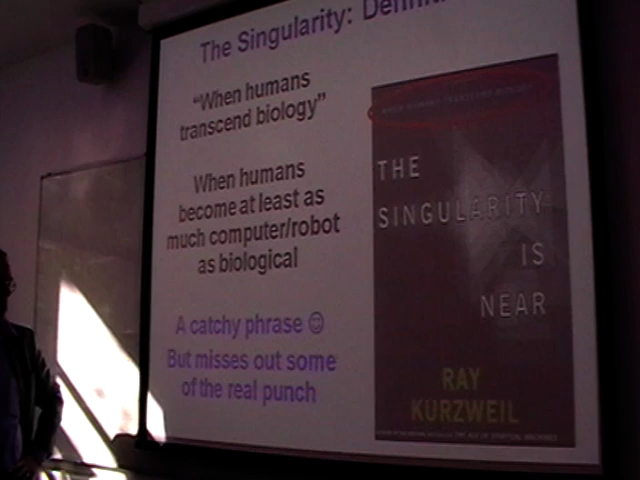 The Singularity:
"When humans
transcend biology"
When humans
become at least as
much computer/robot
as biological
A catchy phrase ☺
But misses out some
of the real punch
THE
SINGULARITY
IS
NEAR
RAY
KURZWEIL